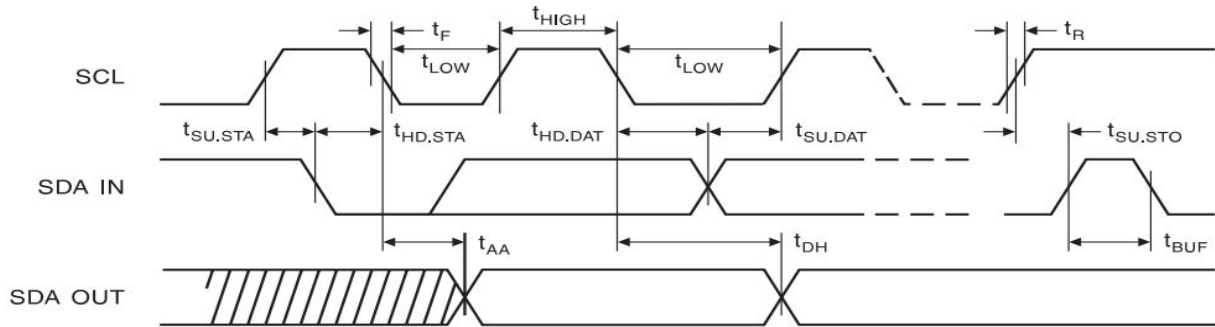 tF tHIGH tR
SCL tLOW tLOW
tSU.STA tHD.STA tHD.DAT tSU.DAT tSU.STO
SDA IN
tAA tDH tBUF
SDA OUT